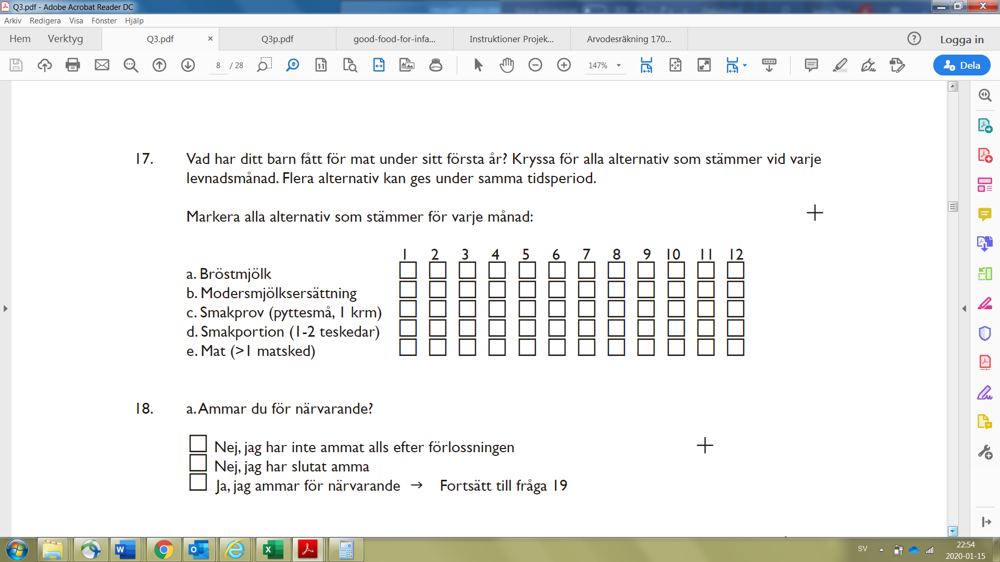 Q3.pdf - Adobe Acrobat Reader DC
Arkiv Redigera Visa Fönster Hjälp
Hem Verktyg Q3.pdf × Q3p.pdf good-food-for-infa... Instruktioner Projek... Arvodesräkning 170... Logga in
8 / 28 147% Dela
17. Vad har ditt barn fått för mat under sitt första år? Kryssa för alla alternativ som stämmer vid varje
levnadsmånad. Flera alternativ kan ges under samma tidsperiod.
Markera alla alternativ som stämmer för varje månad:
1 2 3 4 5 6 7 8 9 10 11 12
a. Bröstmjölk
b. Modersmjölksersättning
c. Smakprov (pyttesmå, 1 krm)
d. Smakportion (1-2 teskedar)
e. Mat (>1 matsked)
18. a. Ammar du för närvarande?
Nej, jag har inte ammat alls efter förlossningen
Nej, jag har slutat amma
Ja, jag ammar för närvarande → Fortsätt till fråga 19
SV 22:54
2020-01-15